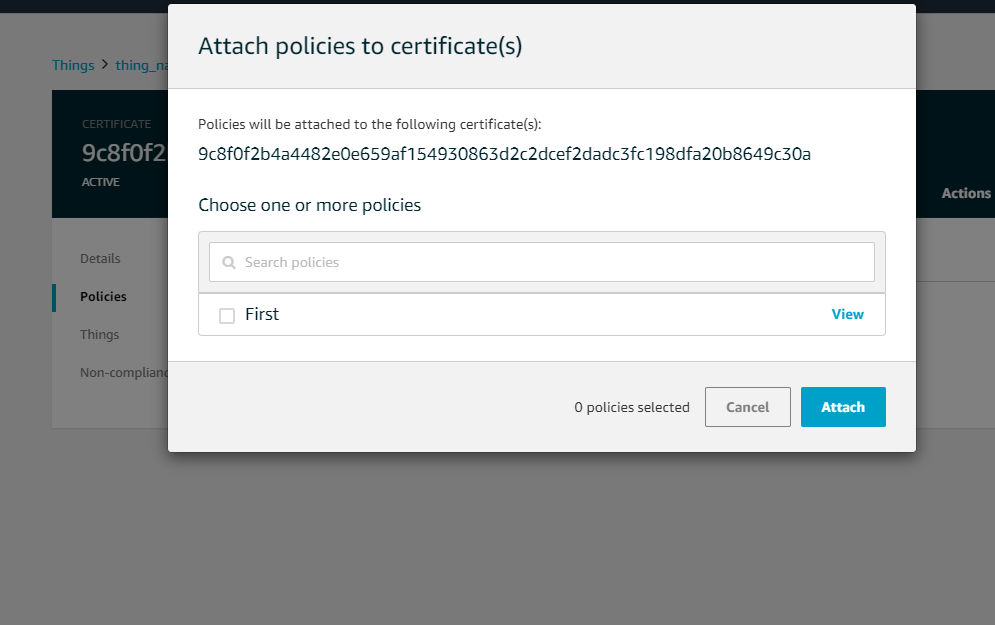 Attach policies to certificate(s)
Things > thing_na
Policies will be attached to the following certificate(s):
CERTIFICATE
9c8f0f2
9c8f0f2b4a4482e0e659af154930863d2c2dcef2dadc3fc198dfa20b8649c30a
ACTIVE
Actions
Choose one or more policies
Details
Search policies
Policies
First View
Things
Non-complianc
0 policies selected Cancel Attach